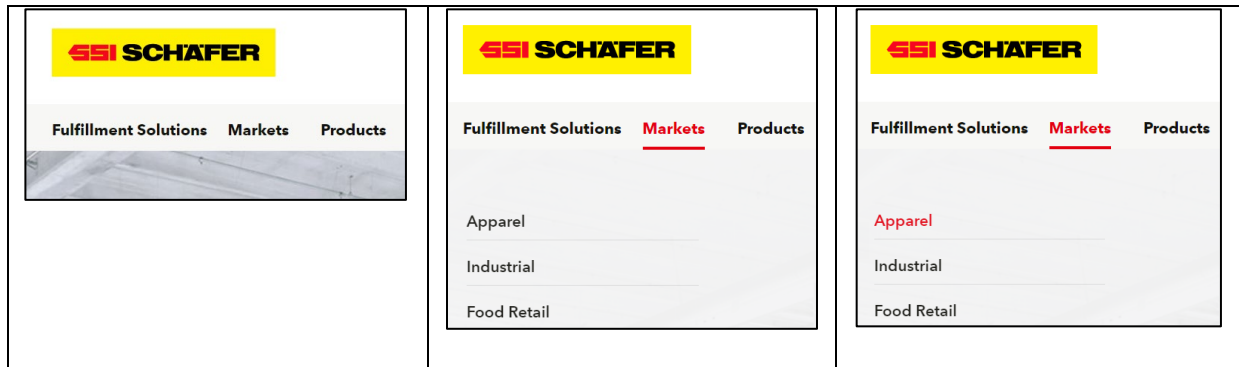 SSI SCHÄFER
Fulfillment Solutions Markets Products
SSI SCHÄFER
Fulfillment Solutions Markets Products
Apparel
Industrial
Food Retail
SSI SCHÄFER
Fulfillment Solutions Markets Products
Apparel
Industrial
Food Retail